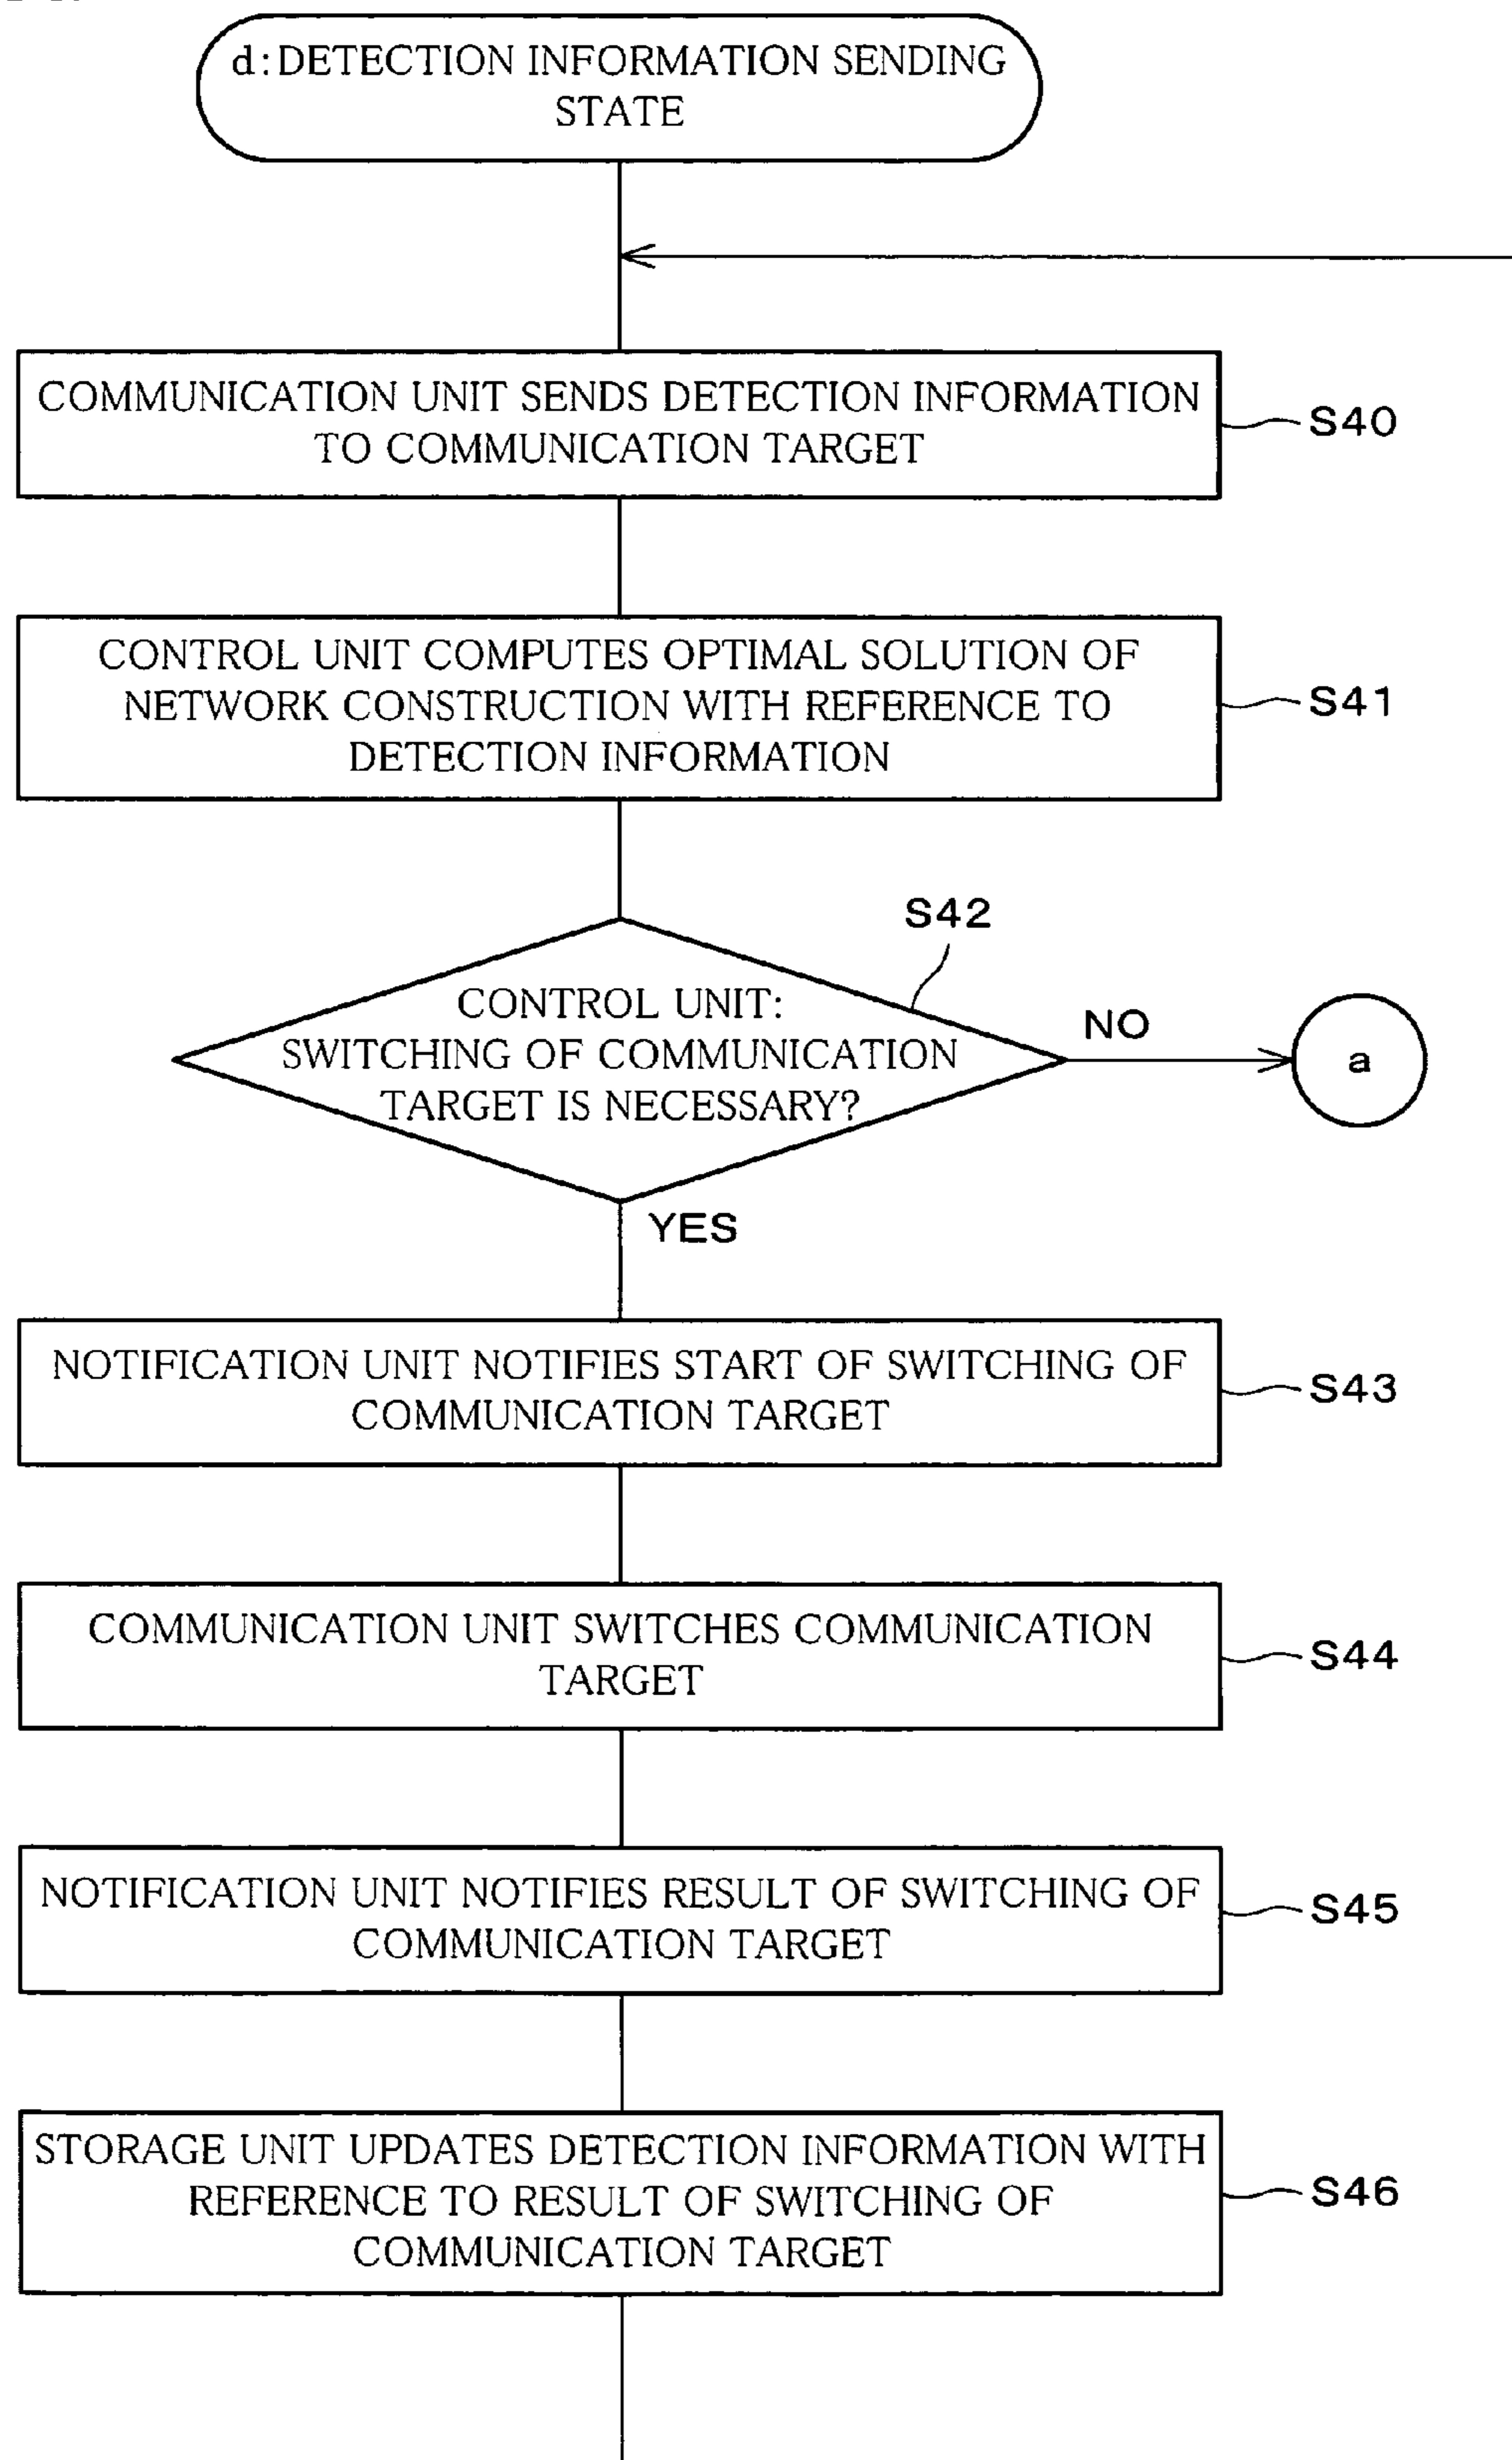 d:DETECTION INFORMATION SENDING
STATE
COMMUNICATION UNIT SENDS DETECTION INFORMATION
TO COMMUNICATION TARGET
S40
CONTROL UNIT COMPUTES OPTIMAL SOLUTION OF
NETWORK CONSTRUCTION WITH REFERENCE TO
DETECTION INFORMATION
S41
S42
CONTROL UNIT:
SWITCHING OF COMMUNICATION
TARGET IS NECESSARY?
NO
a
YES
NOTIFICATION UNIT NOTIFIES START OF SWITCHING OF
COMMUNICATION TARGET
S43
COMMUNICATION UNIT SWITCHES COMMUNICATION
TARGET
S44
NOTIFICATION UNIT NOTIFIES RESULT OF SWITCHING OF
COMMUNICATION TARGET
S45
STORAGE UNIT UPDATES DETECTION INFORMATION WITH
REFERENCE TO RESULT OF SWITCHING OF
COMMUNICATION TARGET
S46